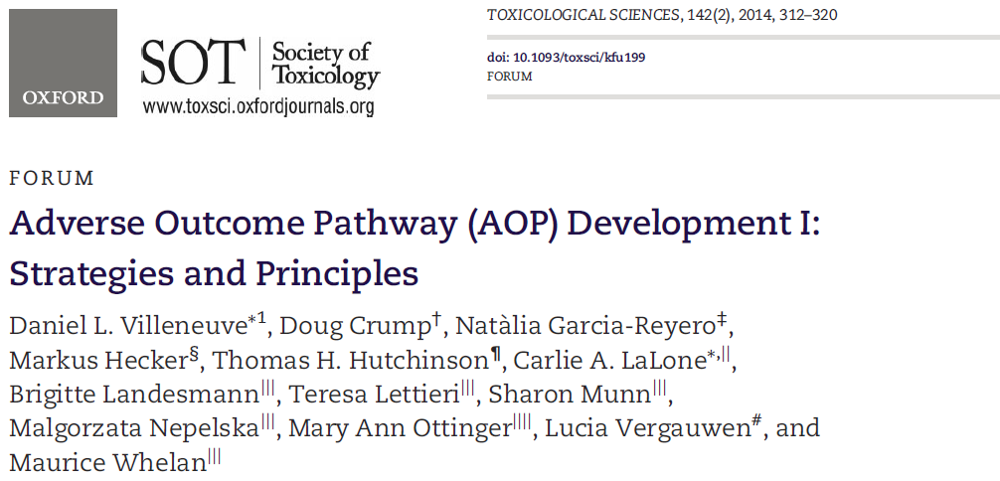 OXFORD
SOT Society of
Toxicology
www.toxsci.oxfordjournals.org
TOXICOLOGICAL SCIENCES, 142(2), 2014, 312–320
doi: 10.1093/toxsci/kfu199
FORUM
FORUM
Adverse Outcome Pathway (AOP) Development I:
Strategies and Principles
Daniel L. Villeneuve*¹, Doug Crump†, Natàlia Garcia-Reyero‡,
Markus Hecker§, Thomas H. Hutchinson¶, Carlie A. LaLone*,||,
Brigitte Landesmann|||, Teresa Lettieri|||, Sharon Munn|||,
Malgorzata Nepelska|||, Mary Ann Ottinger||||, Lucia Vergauwen#, and
Maurice Whelan|||